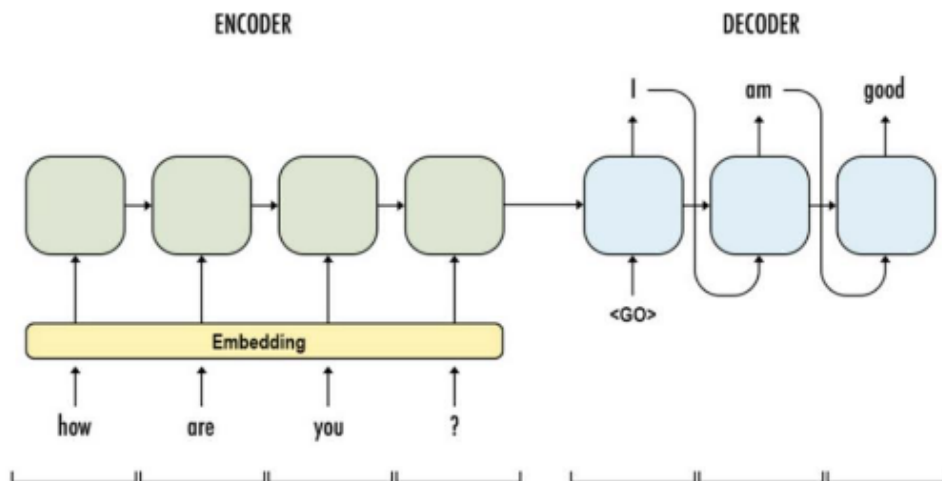 ENCODER DECODER
I am good
<GO>
Embedding
how are you ?